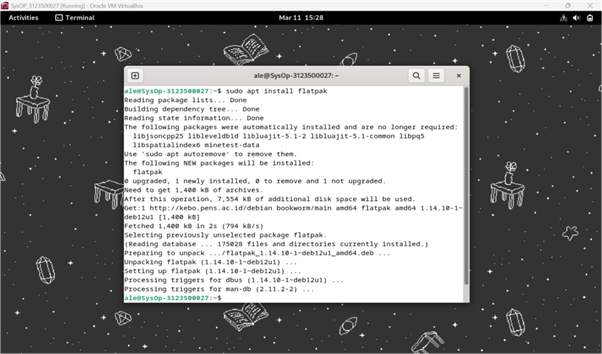 SysOP_3123500027 [Running] - Oracle VM VirtualBox
Activities Terminal Mar 11 15:28
ale@SysOp-3123500027: ~
ale@SysOp-3123500027:~$ sudo apt install flatpak
Reading package lists... Done
Building dependency tree... Done
Reading state information... Done
The following packages were automatically installed and are no longer required:
libjsoncpp25 libleveldb1d libluajit-5.1-2 libluajit-5.1-common libpq5
libspatialindex6 minetest-data
Use 'sudo apt autoremove' to remove them.
The following NEW packages will be installed:
flatpak
0 upgraded, 1 newly installed, 0 to remove and 1 not upgraded.
Need to get 1,400 kB of archives.
After this operation, 7,554 kB of additional disk space will be used.
Get:1 http://kebo.pens.ac.id/debian bookworm/main amd64 flatpak amd64 1.14.10-1~
deb12u1 [1,400 kB]
Fetched 1,400 kB in 2s (794 kB/s)
Selecting previously unselected package flatpak.
(Reading database ... 175028 files and directories currently installed.)
Preparing to unpack .../flatpak_1.14.10-1~deb12u1_amd64.deb ...
Unpacking flatpak (1.14.10-1~deb12u1) ...
Setting up flatpak (1.14.10-1~deb12u1) ...
Processing triggers for dbus (1.14.10-1~deb12u1) ...
Processing triggers for man-db (2.11.2-2) ...
ale@SysOp-3123500027:~$